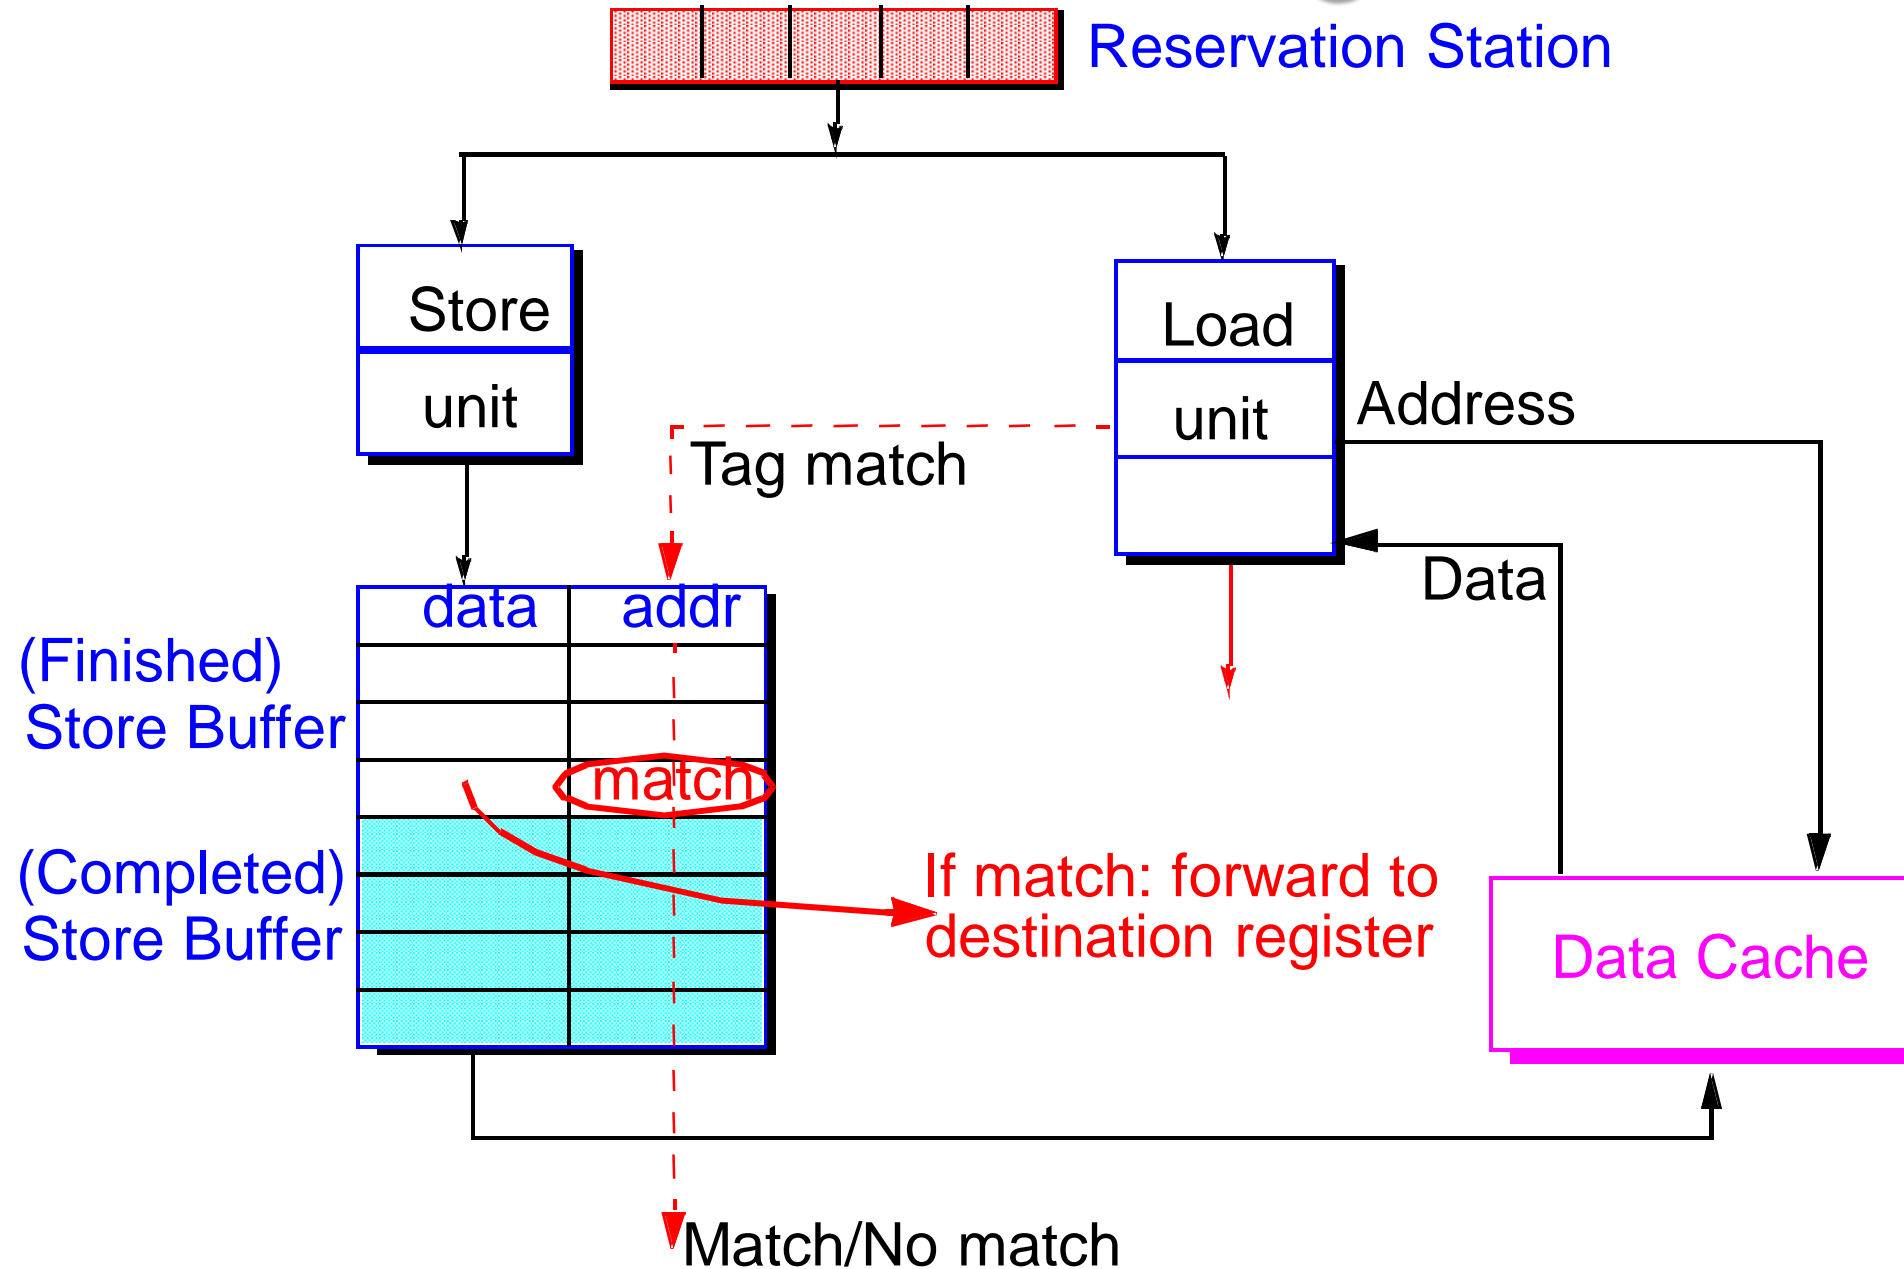 Reservation Station
Store
unit
Load
unit
Address
Tag match
Data
data addr
(Finished)
Store Buffer
match
(Completed)
Store Buffer
If match: forward to
destination register
Data Cache
Match/No match